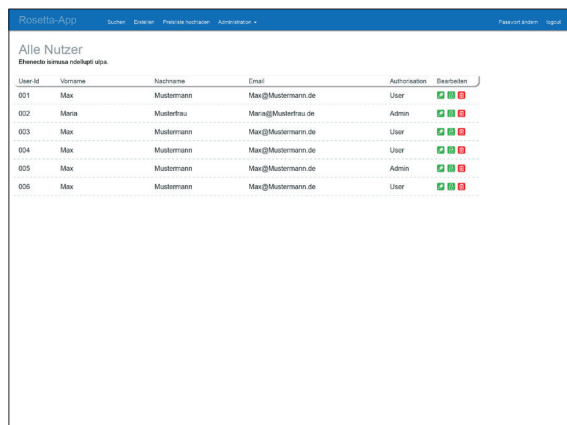 Rosetta-App Suchen Erstellen Preisliste hochladen Administration Passwort ändern logout
Alle Nutzer
Ehenecto isimusa ndellupti ulpa.
User-Id Vorname Nachname Email Authorisation Bearbeiten
001 Max Mustermann Max@Mustermann.de User
002 Maria Musterfrau Maria@Musterfrau.de Admin
003 Max Mustermann Max@Mustermann.de User
004 Max Mustermann Max@Mustermann.de User
005 Max Mustermann Max@Mustermann.de Admin
006 Max Mustermann Max@Mustermann.de User